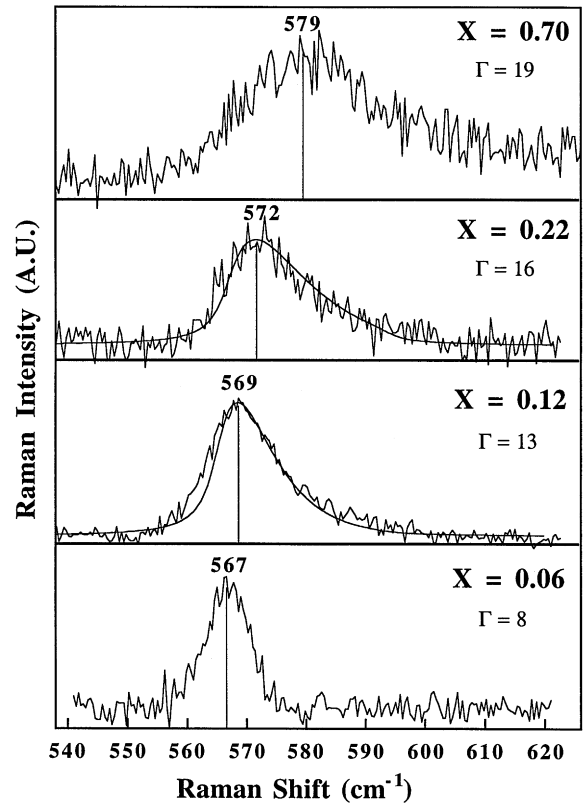 579
X = 0.70
Γ = 19
572
X = 0.22
Γ = 16
569
X = 0.12
Γ = 13
567
X = 0.06
Γ = 8
Raman Intensity (A.U.)
540 550 560 570 580 590 600 610 620
Raman Shift (cm⁻¹)